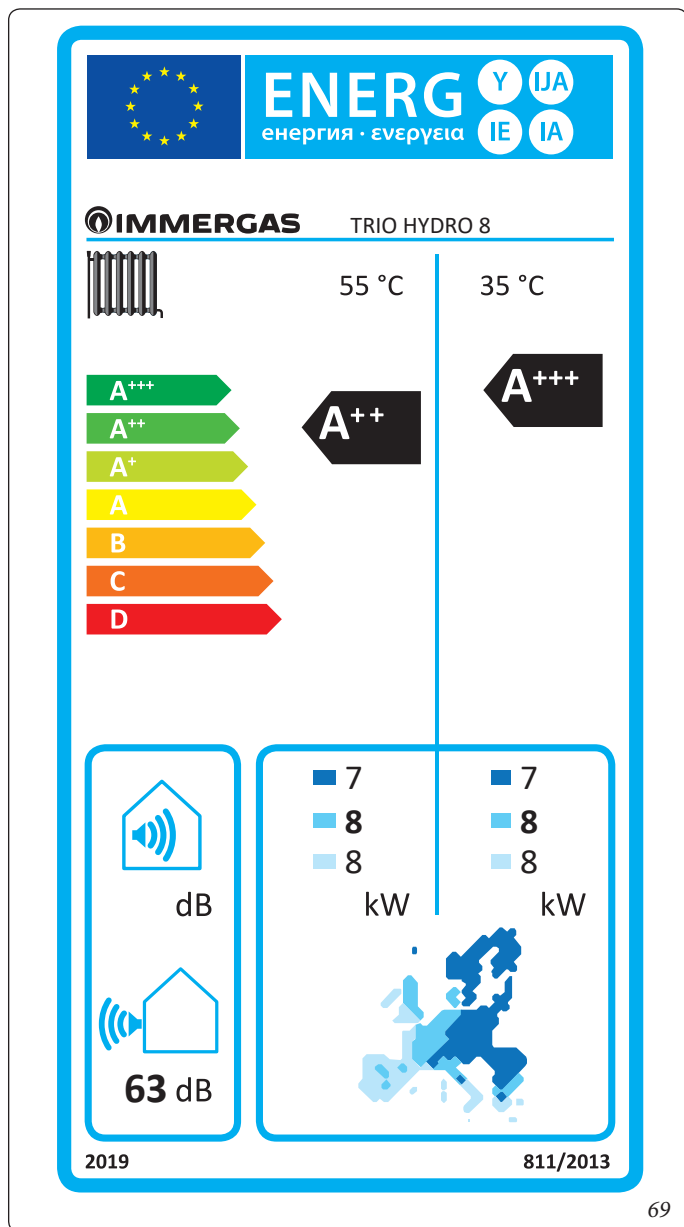 ENERG Y IJA
енергия · ενεργεια IE IA
IMMERGAS TRIO HYDRO 8
55 °C 35 °C
A+++
A++
A+
A
B
C
D
A++
A+++
dB
63 dB
7
8
8
kW
7
8
8
kW
2019 811/2013
69